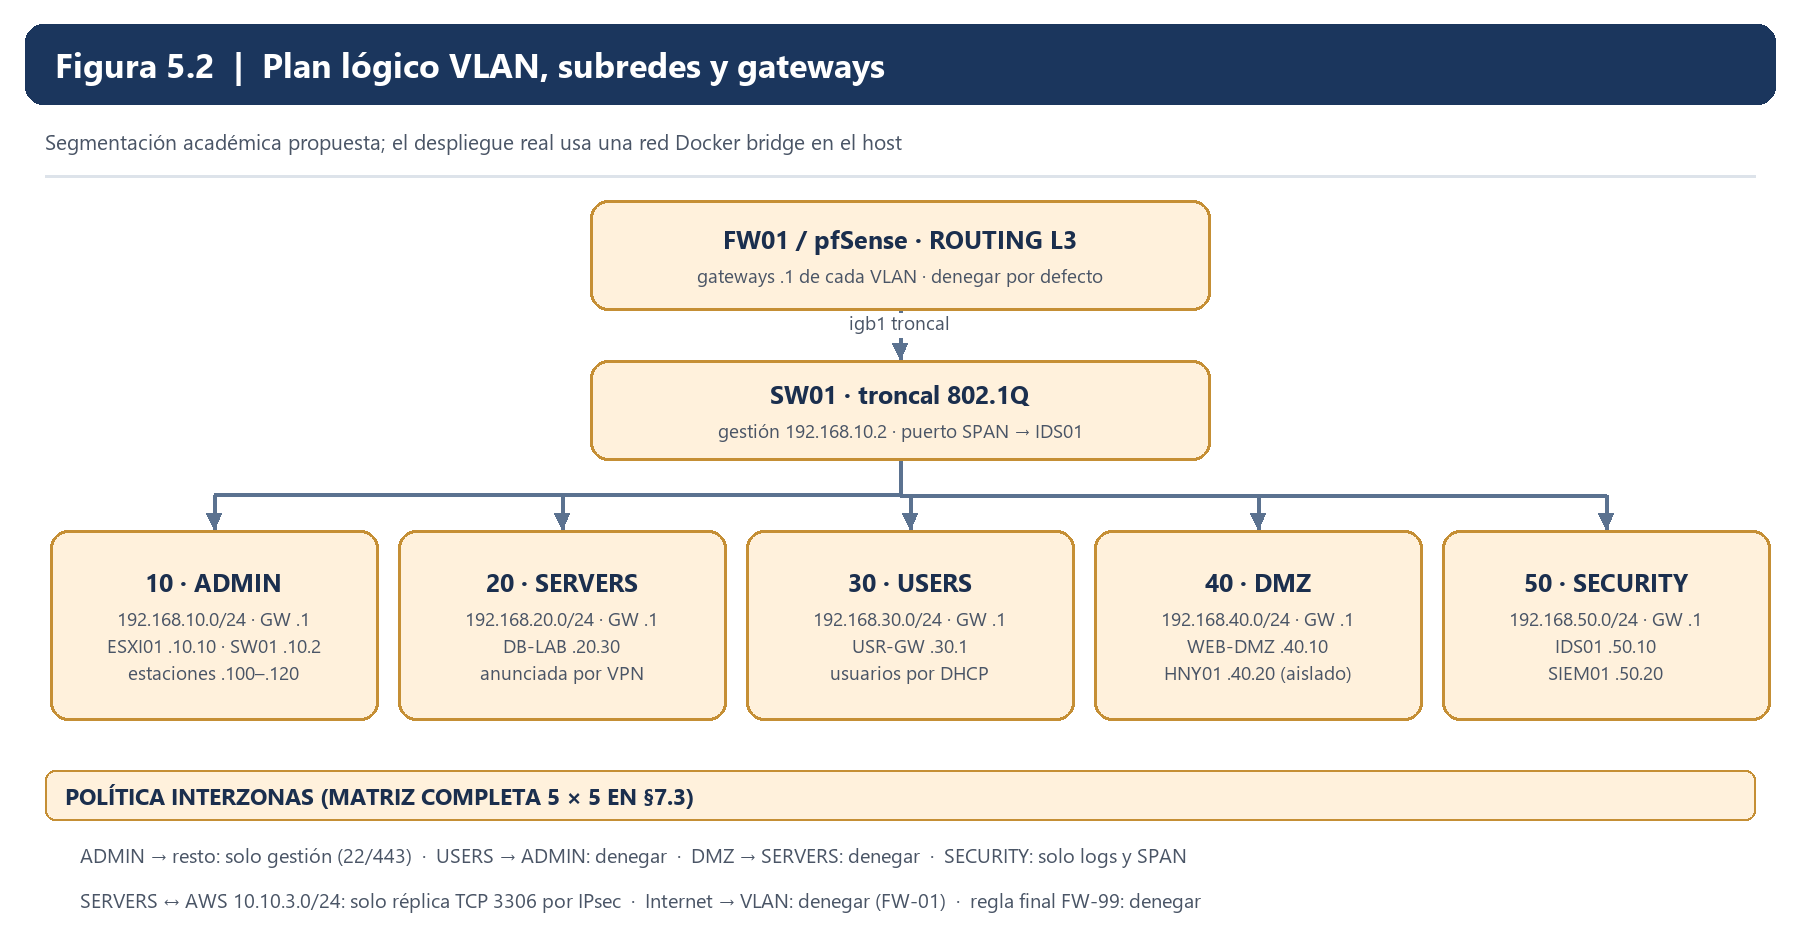 Figura 5.2 | Plan lógico VLAN, subredes y gateways
Segmentación académica propuesta; el despliegue real usa una red Docker bridge en el host
FW01 / pfSense · ROUTING L3
gateways .1 de cada VLAN · denegar por defecto
igb1 troncal
SW01 · troncal 802.1Q
gestión 192.168.10.2 · puerto SPAN → IDS01
10 · ADMIN
192.168.10.0/24 · GW .1
ESXI01 .10.10 · SW01 .10.2
estaciones .100–.120
20 · SERVERS
192.168.20.0/24 · GW .1
DB-LAB .20.30
anunciada por VPN
30 · USERS
192.168.30.0/24 · GW .1
USR-GW .30.1
usuarios por DHCP
40 · DMZ
192.168.40.0/24 · GW .1
WEB-DMZ .40.10
HNY01 .40.20 (aislado)
50 · SECURITY
192.168.50.0/24 · GW .1
IDS01 .50.10
SIEM01 .50.20
POLÍTICA INTERZONAS (MATRIZ COMPLETA 5 × 5 EN §7.3)
ADMIN → resto: solo gestión (22/443) · USERS → ADMIN: denegar · DMZ → SERVERS: denegar · SECURITY: solo logs y SPAN
SERVERS ↔ AWS 10.10.3.0/24: solo réplica TCP 3306 por IPsec · Internet → VLAN: denegar (FW-01) · regla final FW-99: denegar